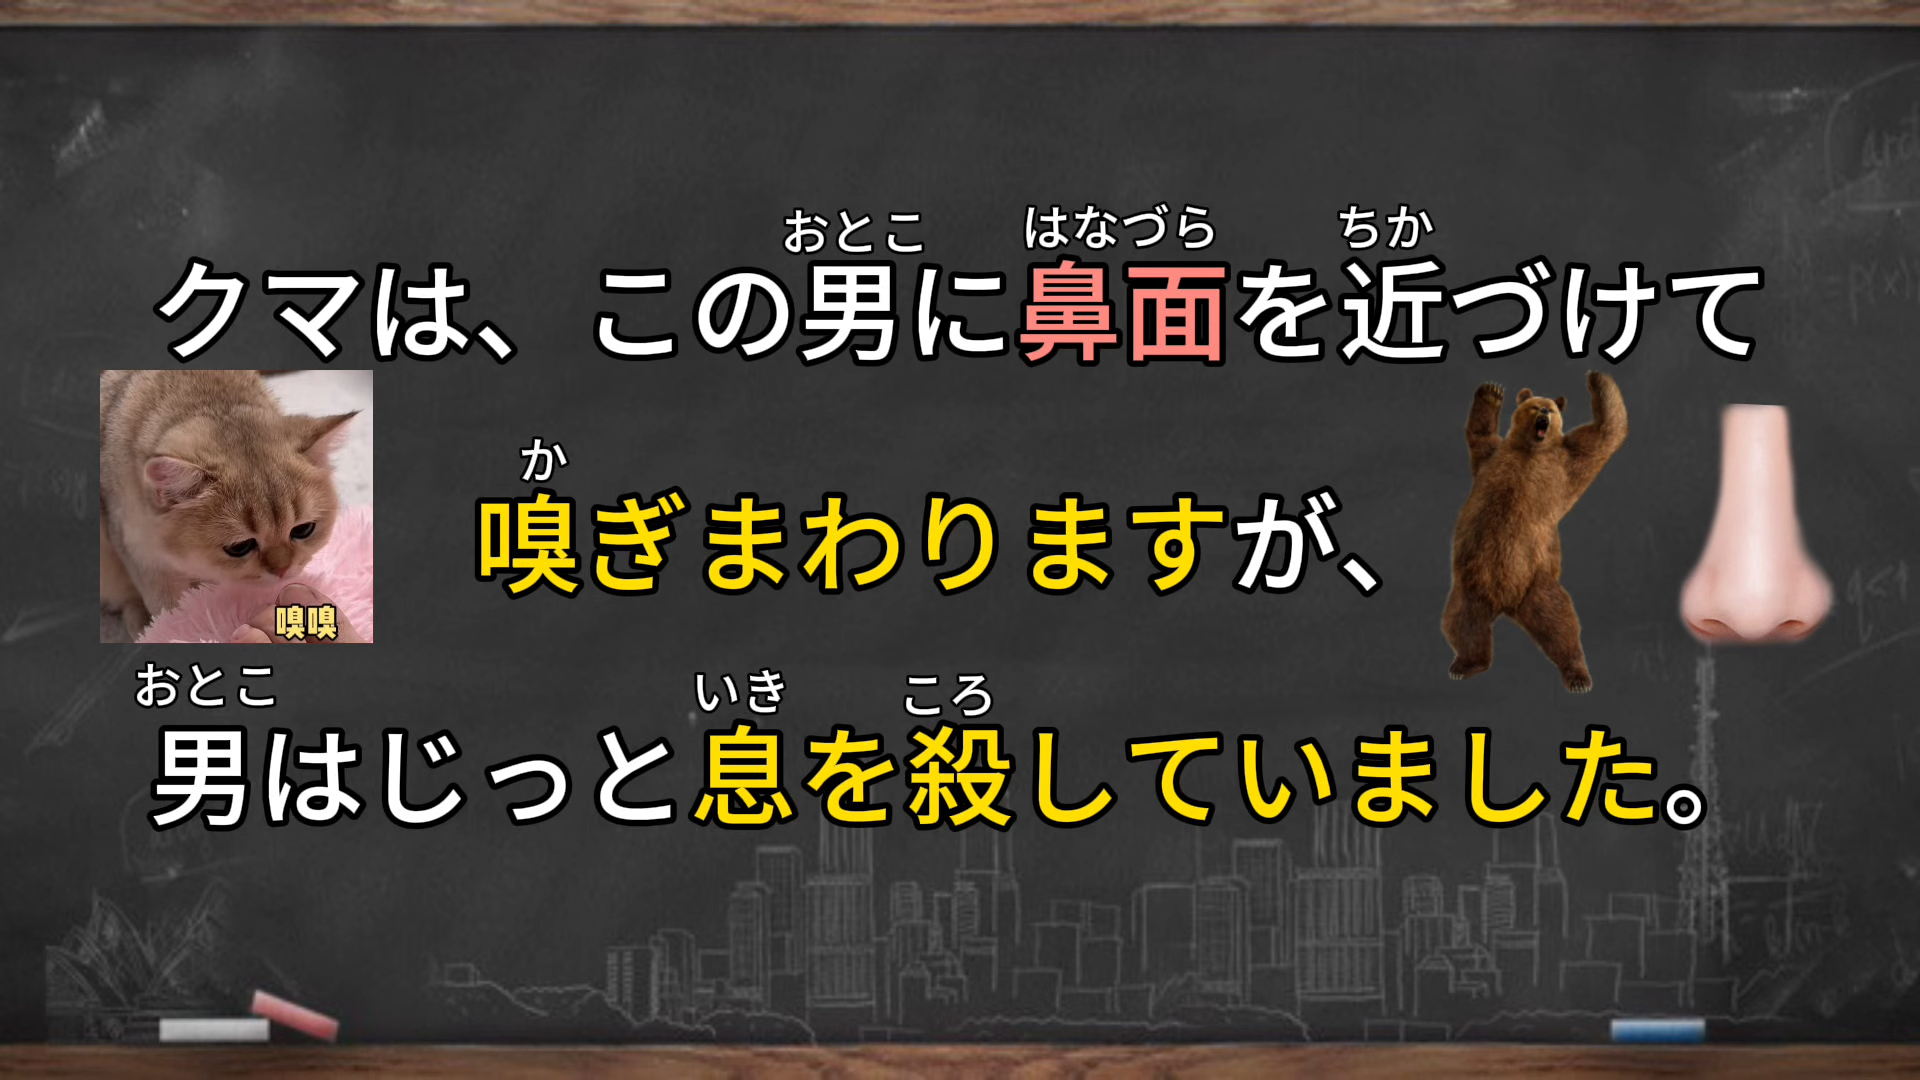 おとこ はなづら ちか
クマは、この男に鼻面を近づけて
か
嗅ぎまわりますが、
嗅嗅
おとこ いき ころ
男はじっと息を殺していました。